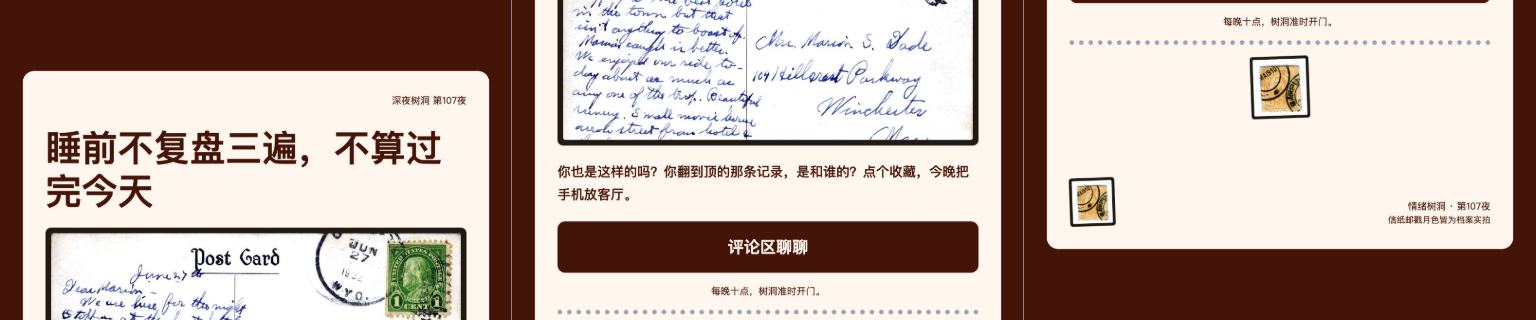 深夜树洞 第107夜
睡前不复盘三遍，不算过
完今天
Post Card
JUN
27
1932
N.Y.
1 CENT 1
June 27th
Dear Marion –
We are here for the night
in the town but that
isn't anything to boast of.
Mamie caught is better.
We enjoyed our ride to-
day about as much as
any one of the trip. Beautiful
Mrs. Marion S. Dade
104 Hillcrest Parkway
Winchester
Mass.
你也是这样的吗？你翻到顶的那条记录，是和谁的？点个收藏，今晚把
手机放客厅。
评论区聊聊
每晚十点，树洞准时开门。
每晚十点，树洞准时开门。
情绪树洞 · 第107夜
信纸邮戳月色皆为档案实拍